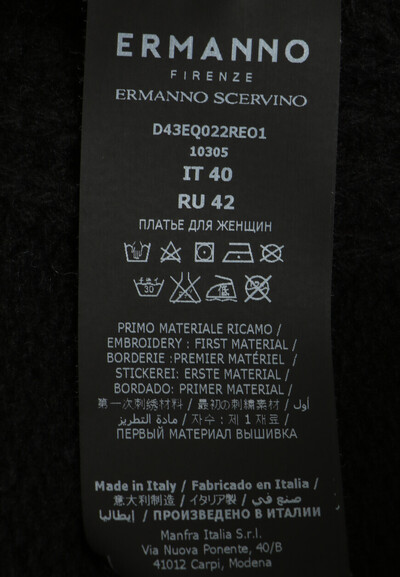 ERMANNO
FIRENZE
ERMANNO SCERVINO
D43EQ022REO1
10305
IT 40
RU 42
ПЛАТЬЕ ДЛЯ ЖЕНЩИН
30
PRIMO MATERIALE RICAMO /
EMBROIDERY : FIRST MATERIAL /
BORDERIE :PREMIER MATÉRIEL /
STICKEREI: ERSTE MATERIAL /
BORDADO: PRIMER MATERIAL /
第一次刺绣材料 / 最初の刺繍素材 / أول
مادة التطريز / 자수 : 제 1 재료 /
ПЕРВЫЙ МАТЕРИАЛ ВЫШИВКА
Made in Italy / Fabricado en Italia /
意大利制造 / イタリア製 / صنع في
إيطاليا / ПРОИЗВЕДЕНО В ИТАЛИИ
Manfra Italia S.r.l.
Via Nuova Ponente, 40/B
41012 Carpi, Modena